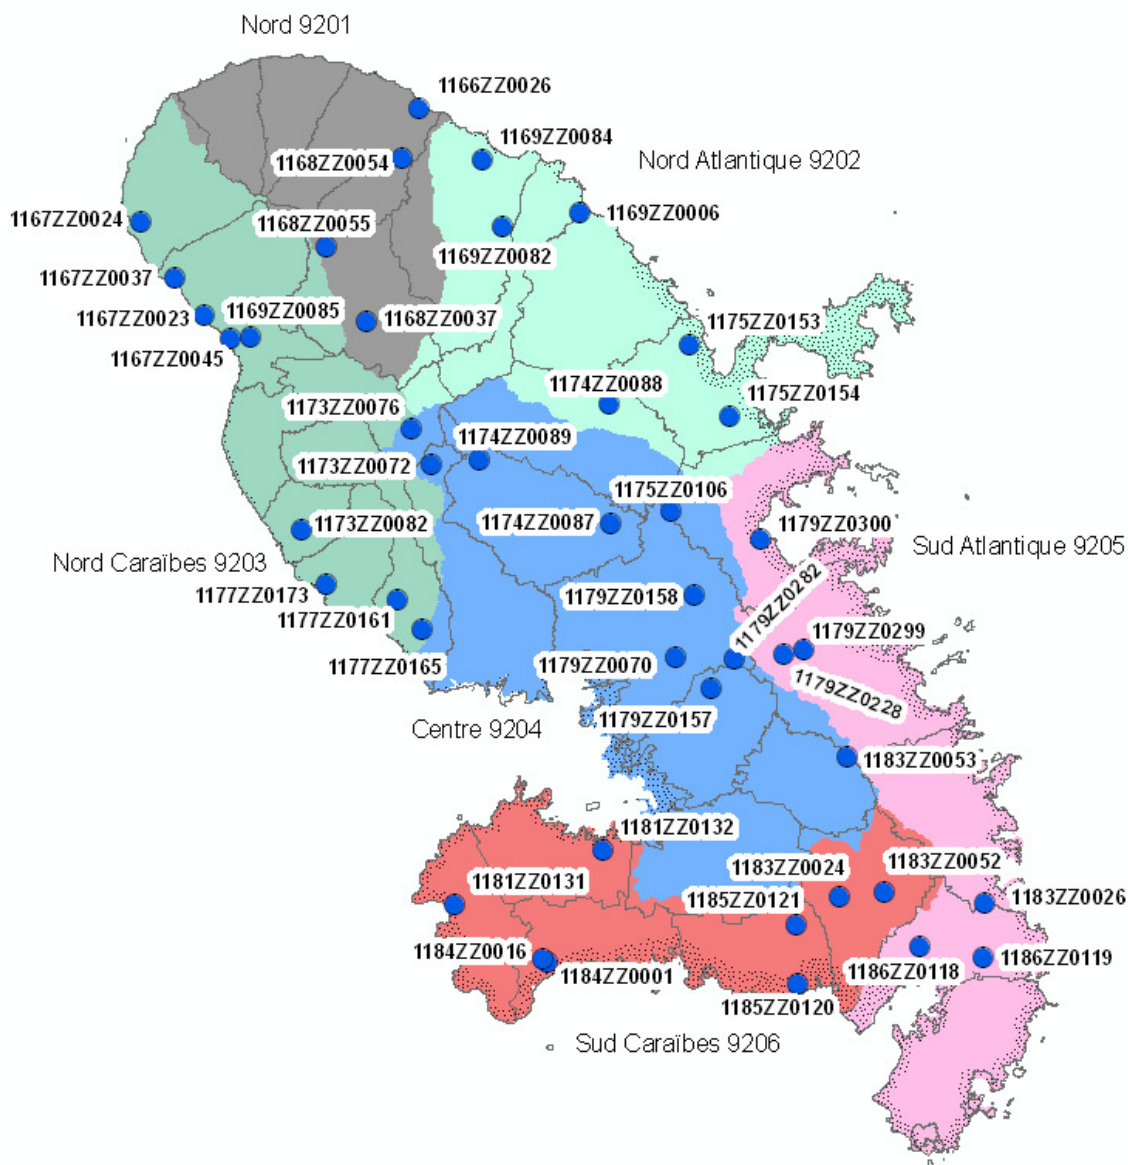 Nord 9201
1166ZZ0026
1169ZZ0084
1168ZZ0054
Nord Atlantique 9202
1167ZZ0024
1168ZZ0055
1169ZZ0006
1169ZZ0082
1167ZZ0037
1167ZZ0023
1169ZZ0085
1168ZZ0037
1175ZZ0153
1167ZZ0045
1174ZZ0088
1175ZZ0154
1173ZZ0076
1174ZZ0089
1173ZZ0072
1175ZZ0106
1173ZZ0082
1174ZZ0087
1179ZZ0300
Nord Caraïbes 9203
Sud Atlantique 9205
1177ZZ0173
1179ZZ0158
1179ZZ0282
1177ZZ0161
1179ZZ0299
1177ZZ0165
1179ZZ0070
1179ZZ0228
1179ZZ0157
Centre 9204
1183ZZ0053
1181ZZ0132
1183ZZ0024
1183ZZ0052
1181ZZ0131
1185ZZ0121
1183ZZ0026
1184ZZ0016
1184ZZ0001
1186ZZ0118
1186ZZ0119
1185ZZ0120
Sud Caraïbes 9206